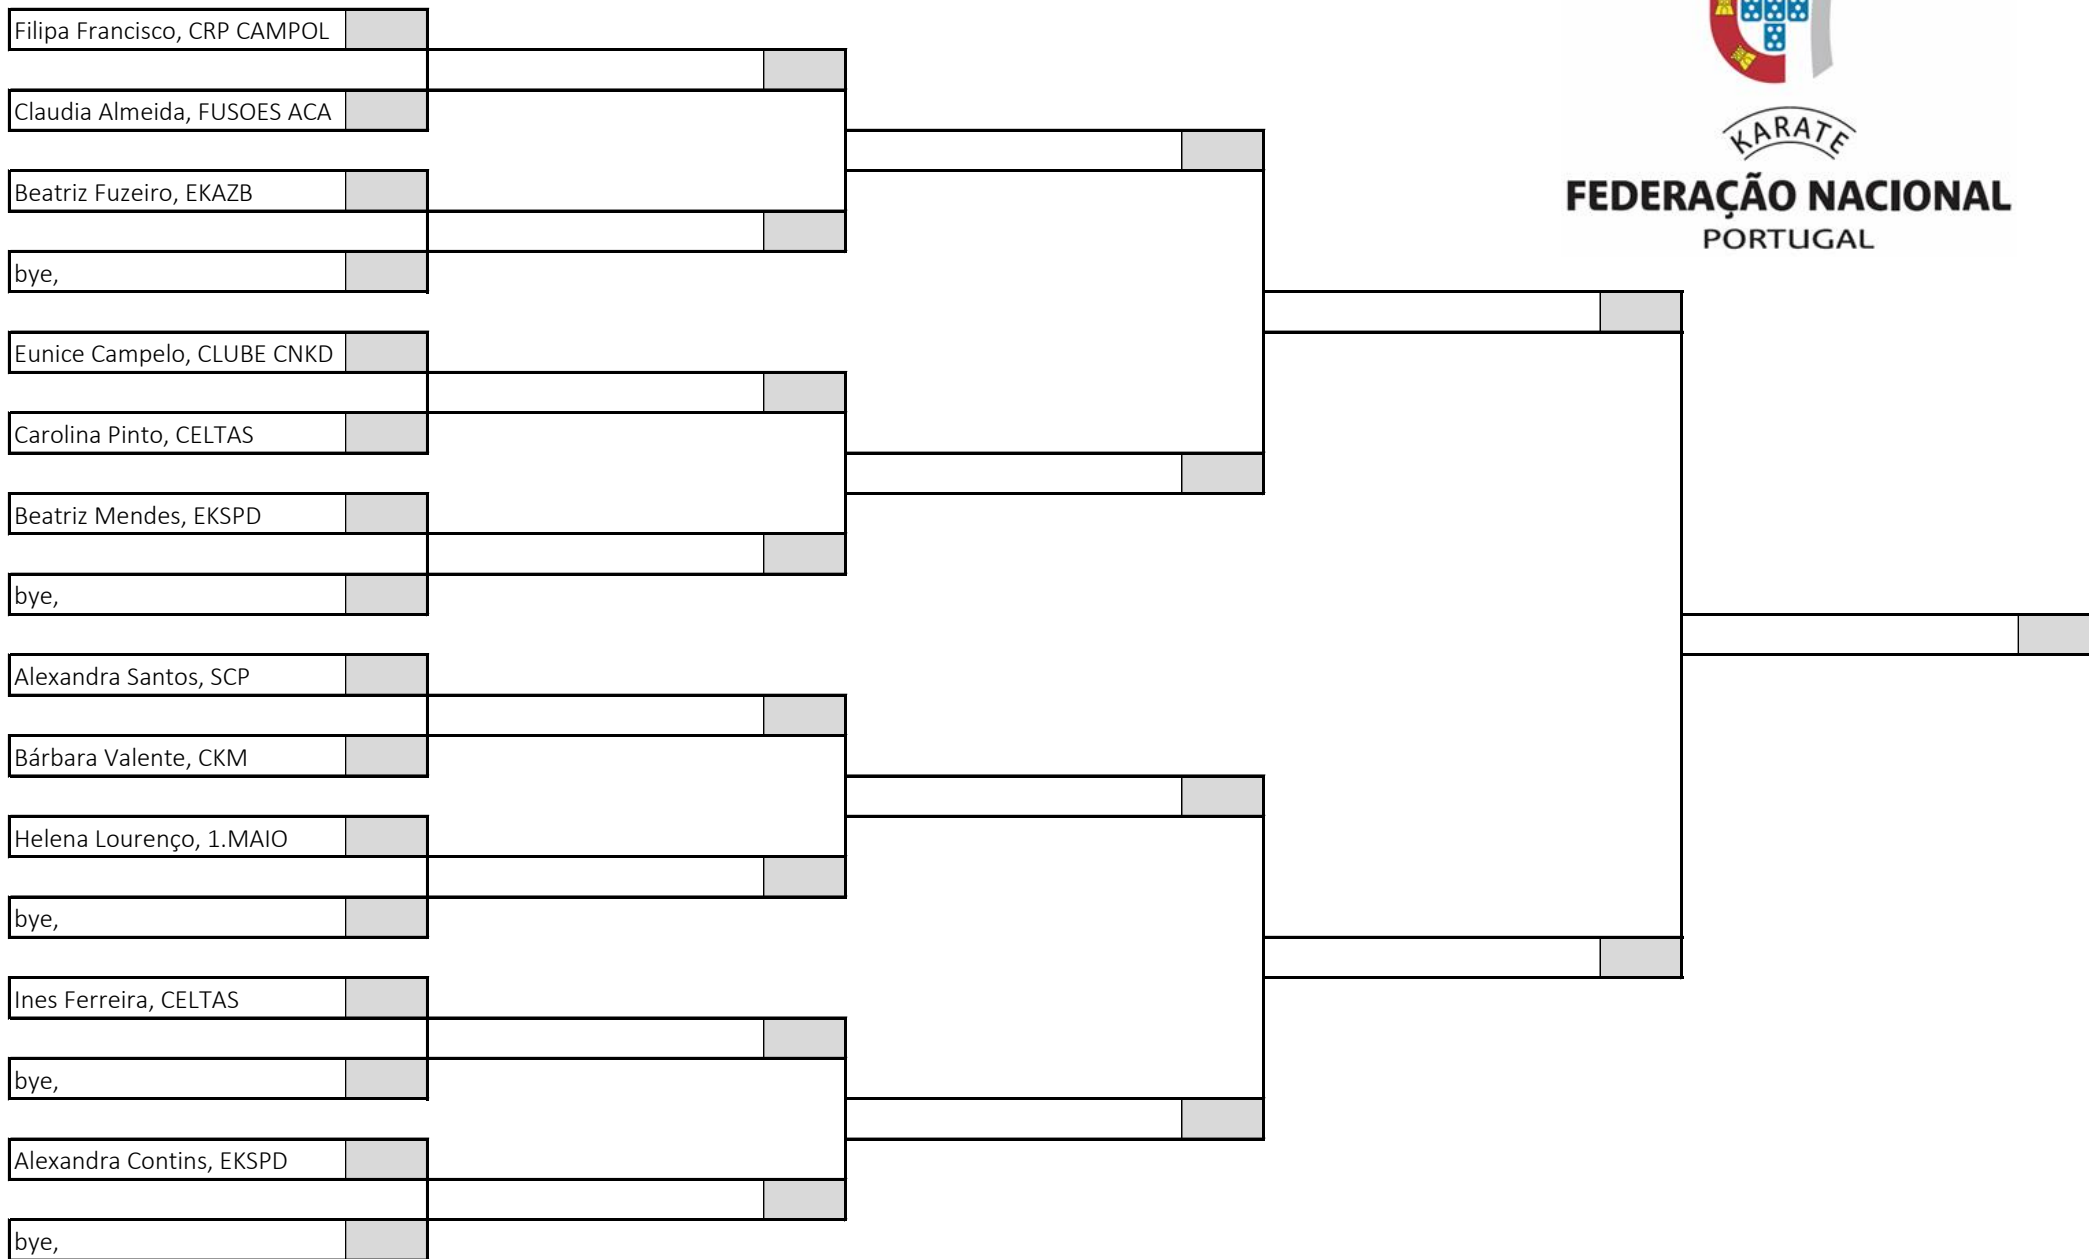 Filipa Francisco, CRP CAMPOL
Claudia Almeida, FUSOES ACA
Beatriz Fuzeiro, EKAZB
bye,
Eunice Campelo, CLUBE CNKD
Carolina Pinto, CELTAS
Beatriz Mendes, EKSPD
bye,
Alexandra Santos, SCP
Bárbara Valente, CKM
Helena Lourenço, 1.MAIO
bye,
Ines Ferreira, CELTAS
bye,
Alexandra Contins, EKSPD
bye,
KARATE
FEDERAÇÃO NACIONAL
PORTUGAL